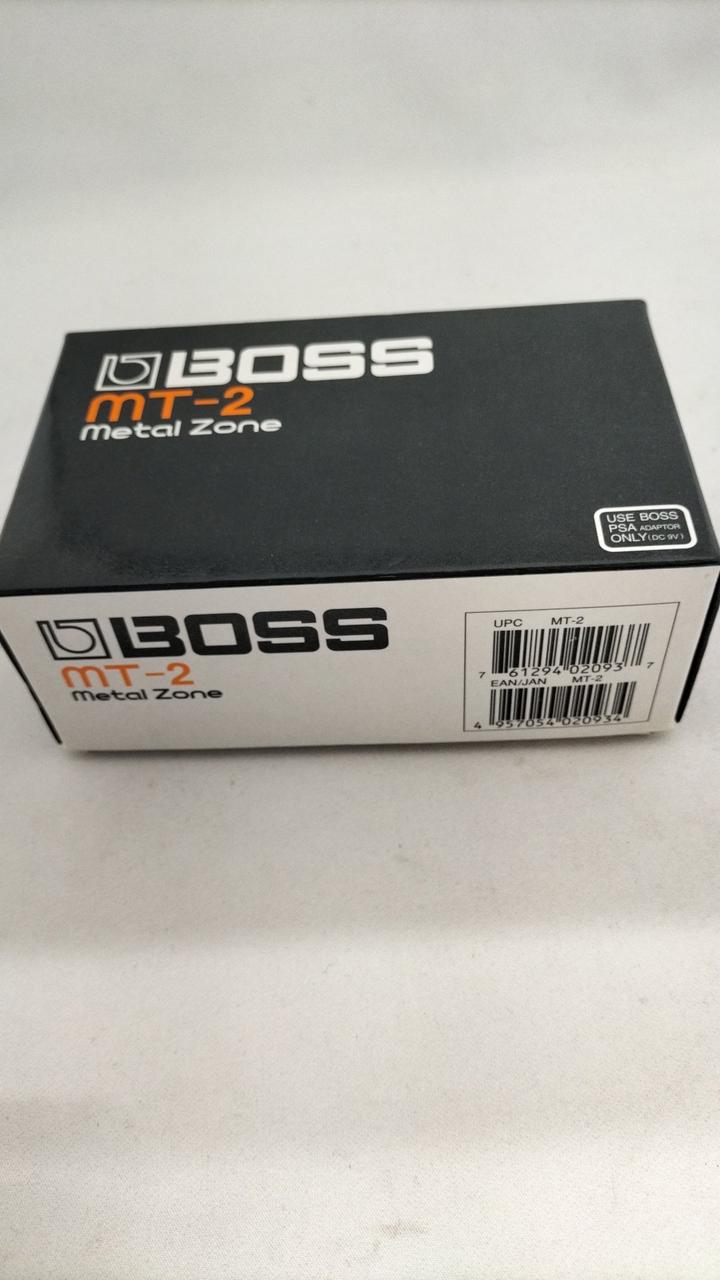 BOSS
MT-2
Metal Zone
USE BOSS
PSA ADAPTOR
ONLY (DC 9V)
BOSS
MT-2
Metal Zone
UPC MT-2
7 61294 02093 7
EAN/JAN MT-2
4 957054 020934